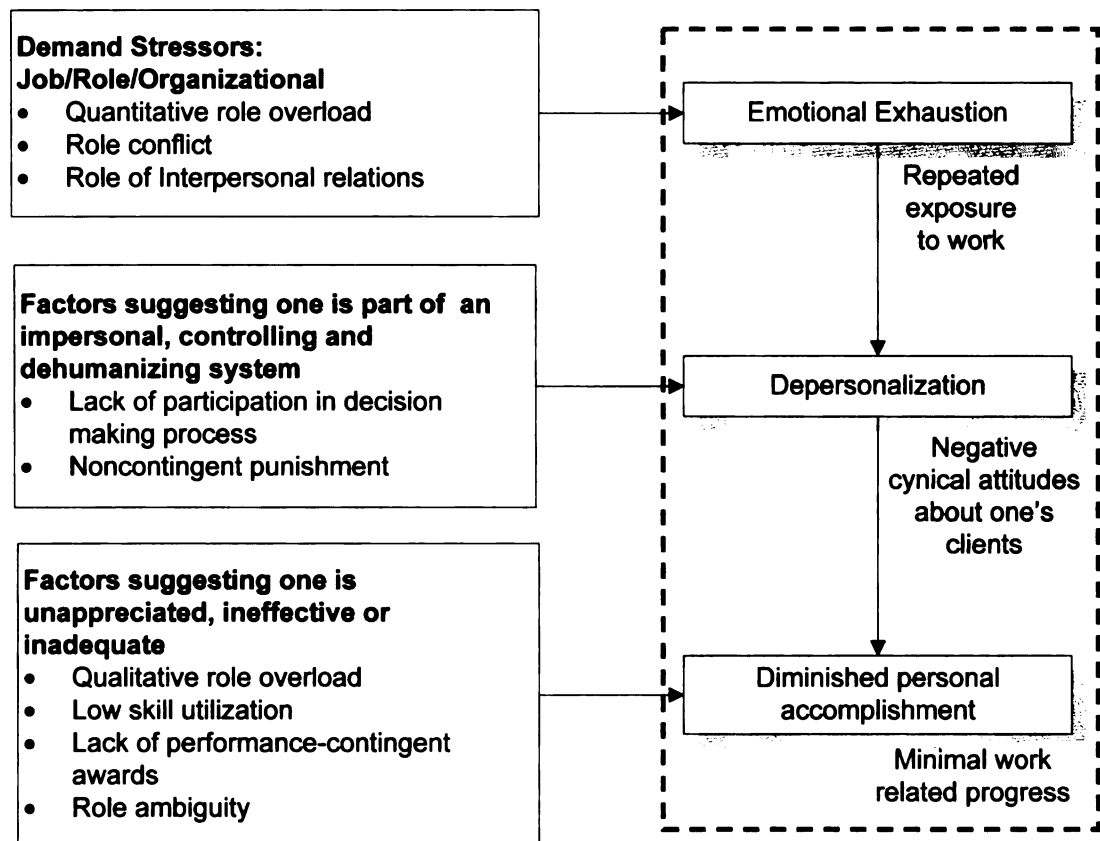 Demand Stressors:
Job/Role/Organizational
• Quantitative role overload
• Role conflict
• Role of Interpersonal relations
Emotional Exhaustion
Repeated
exposure
to work
Factors suggesting one is part of an
impersonal, controlling and
dehumanizing system
• Lack of participation in decision
making process
• Noncontingent punishment
Depersonalization
Negative
cynical attitudes
about one's
clients
Factors suggesting one is
unappreciated, ineffective or
inadequate
• Qualitative role overload
• Low skill utilization
• Lack of performance-contingent
awards
• Role ambiguity
Diminished personal
accomplishment
Minimal work
related progress